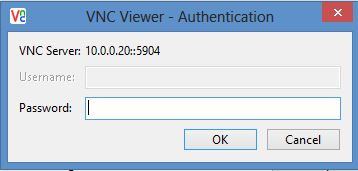 VNC Viewer - Authentication
VNC Server: 10.0.0.20::5904
Username:
Password:
OK Cancel